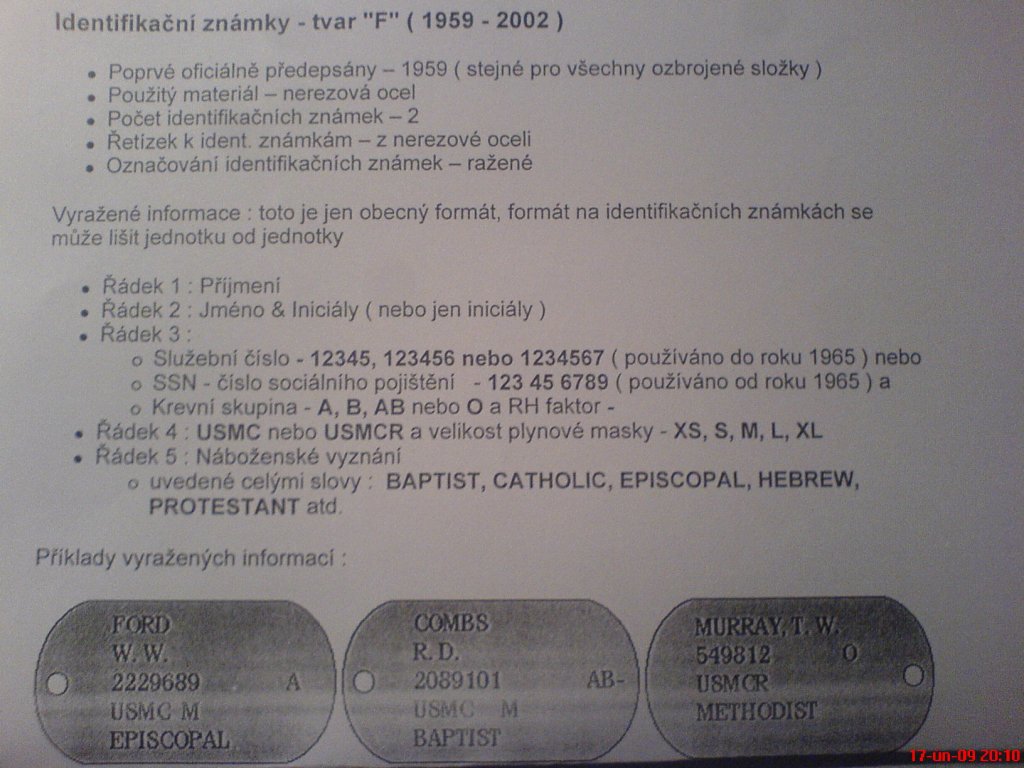 Identifikační známky - tvar "F" ( 1959 - 2002 )
• Poprvé oficiálně předepsány – 1959 ( stejné pro všechny ozbrojené složky )
• Použitý materiál – nerezová ocel
• Počet identifikačních známek – 2
• Řetízek k ident. známkám – z nerezové oceli
• Označování identifikačních známek – ražené
Vyražené informace : toto je jen obecný formát, formát na identifikačních známkách se
může lišit jednotku od jednotky
• Řádek 1 : Příjmení
• Řádek 2 : Jméno & Iniciály ( nebo jen iniciály )
• Řádek 3 :
o Služební číslo - 12345, 123456 nebo 1234567 ( používáno do roku 1965 ) nebo
o SSN - číslo sociálního pojištění - 123 45 6789 ( používáno od roku 1965 ) a
o Krevní skupina - A, B, AB nebo O a RH faktor -
• Řádek 4 : USMC nebo USMCR a velikost plynové masky - XS, S, M, L, XL
• Řádek 5 : Náboženské vyznání
o uvedené celými slovy : BAPTIST, CATHOLIC, EPISCOPAL, HEBREW,
PROTESTANT atd.
Příklady vyražených informací :
FORD
W. W.
2229689 A
USMC M
EPISCOPAL
COMBS
R. D.
2089101 AB-
USMC M
BAPTIST
MURRAY, T. W.
549812 O
USMCR
METHODIST
17-un-09 20:10